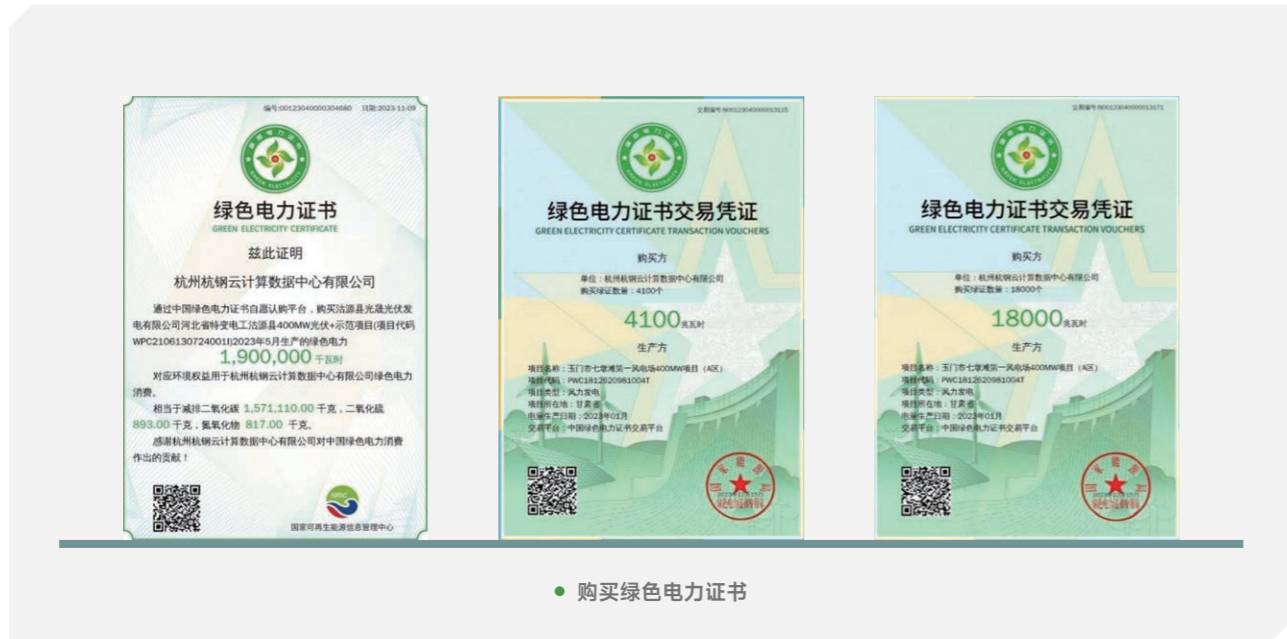 编号:00123040000304680 日期:2023-11-09
绿色电力证书
GREEN ELECTRICITY CERTIFICATE
兹此证明
杭州杭钢云计算数据中心有限公司
通过中国绿色电力证书自愿认购平台，购买沽源县光晟光伏发
电有限公司河北省特变电工沽源县400MW光伏+示范项目(项目代码
WPC2106130724001I)2023年5月生产的绿色电力
1,900,000 千瓦时
对应环境权益用于杭州杭钢云计算数据中心有限公司绿色电力
消费。
相当于减排二氧化碳 1,571,110.00 千克，二氧化硫
893.00 千克，氮氧化物 817.00 千克。
感谢杭州杭钢云计算数据中心有限公司对中国绿色电力消费
作出的贡献！
国家可再生能源信息管理中心
绿色电力证书交易凭证
GREEN ELECTRICITY CERTIFICATE TRANSACTION VOUCHERS
购买方
单位：杭州杭钢云计算数据中心有限公司
购买绿证数量：4100个
4100兆瓦时
生产方
项目名称：玉门市七墩滩第一风电场400MW项目（A区）
项目代码：PWC1812620981004T
项目类型：风力发电
项目所在地：甘肃省
电量生产日期：2023年01月
交易平台：中国绿色电力证书交易平台
绿色电力证书交易凭证
GREEN ELECTRICITY CERTIFICATE TRANSACTION VOUCHERS
购买方
单位：杭州杭钢云计算数据中心有限公司
购买绿证数量：18000个
18000兆瓦时
生产方
项目名称：玉门市七墩滩第一风电场400MW项目（A区）
项目代码：PWC1812620981004T
项目类型：风力发电
项目所在地：甘肃省
电量生产日期：2023年01月
交易平台：中国绿色电力证书交易平台
购买绿色电力证书